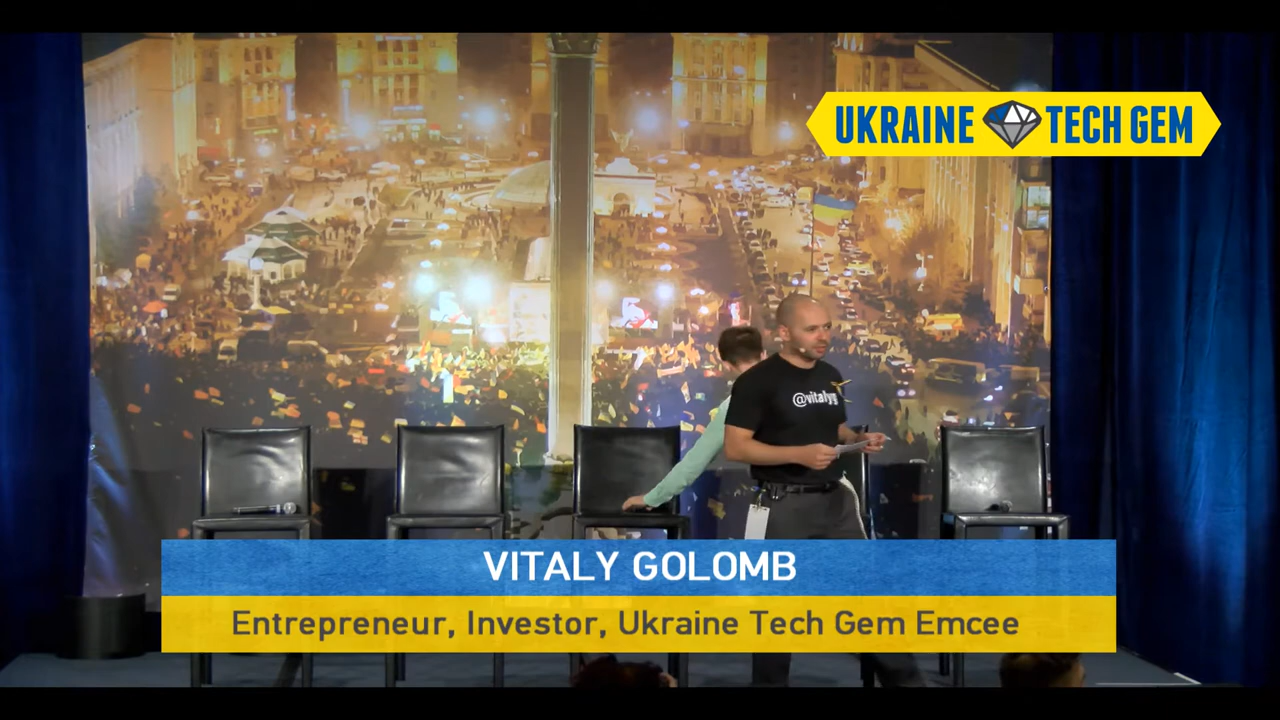 UKRAINE TECH GEM
@vitalyg
VITALY GOLOMB
Entrepreneur, Investor, Ukraine Tech Gem Emcee